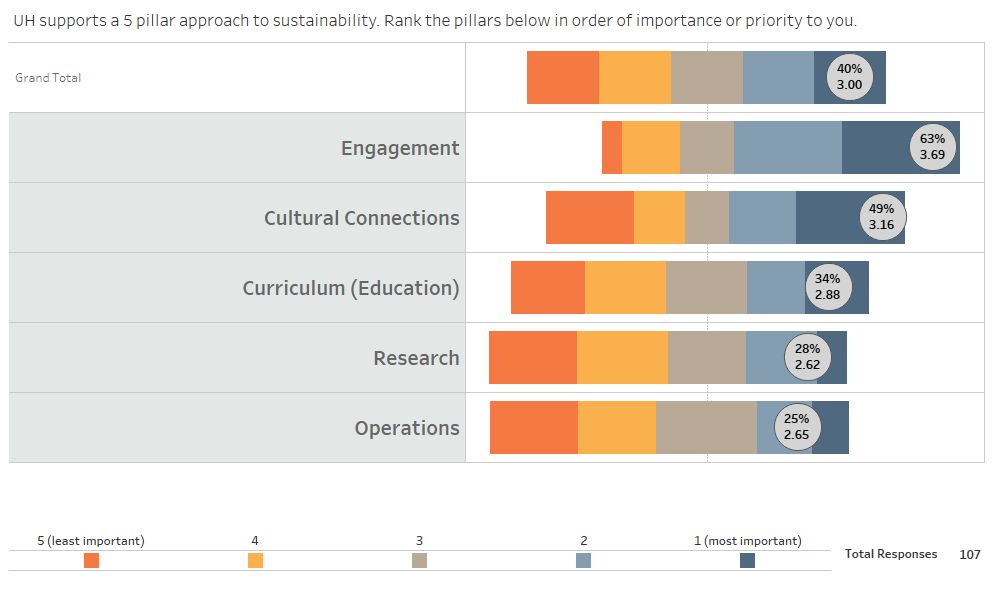 UH supports a 5 pillar approach to sustainability. Rank the pillars below in order of importance or priority to you.
Grand Total
40%
3.00
Engagement
63%
3.69
Cultural Connections
49%
3.16
Curriculum (Education)
34%
2.88
Research
28%
2.62
Operations
25%
2.65
5 (least important) 4 3 2 1 (most important)
Total Responses 107